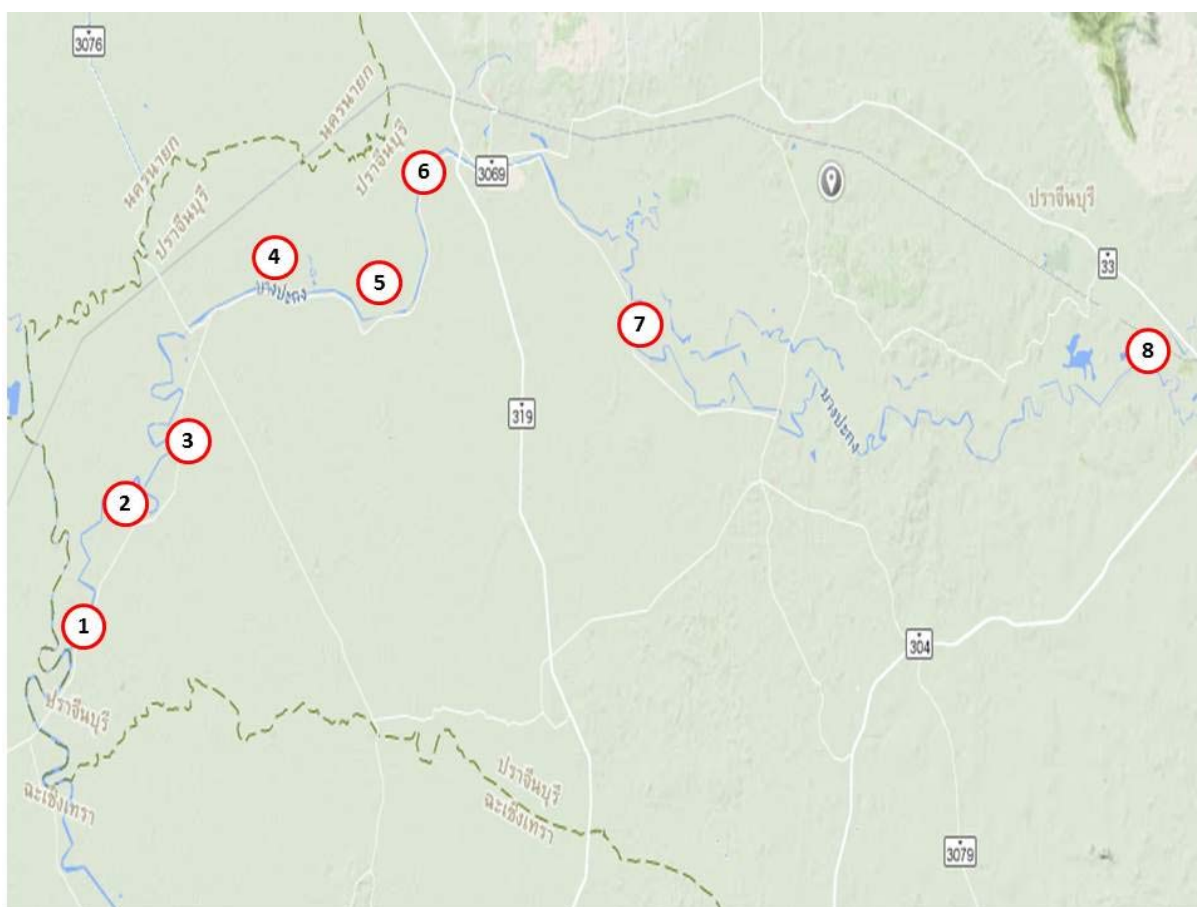 3076
นครนายก
นครนายก
ปราจีนบุรี
ปราจีนบุรี
6
3069
ปราจีนบุรี
4
33
5
บางปะกง
7
8
319
บางปะกง
3
2
1
304
ปราจีนบุรี
ฉะเชิงเทรา
ปราจีนบุรี
ฉะเชิงเทรา
3079